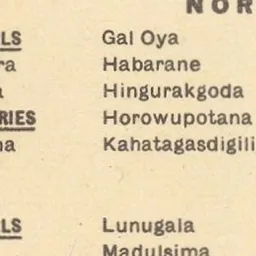 NOR
LS Gal Oya
ra Habarane
a Hingurakgoda
RIES Horowupotana
na Kahatagasdigili
LS Lunugala
Madulsima